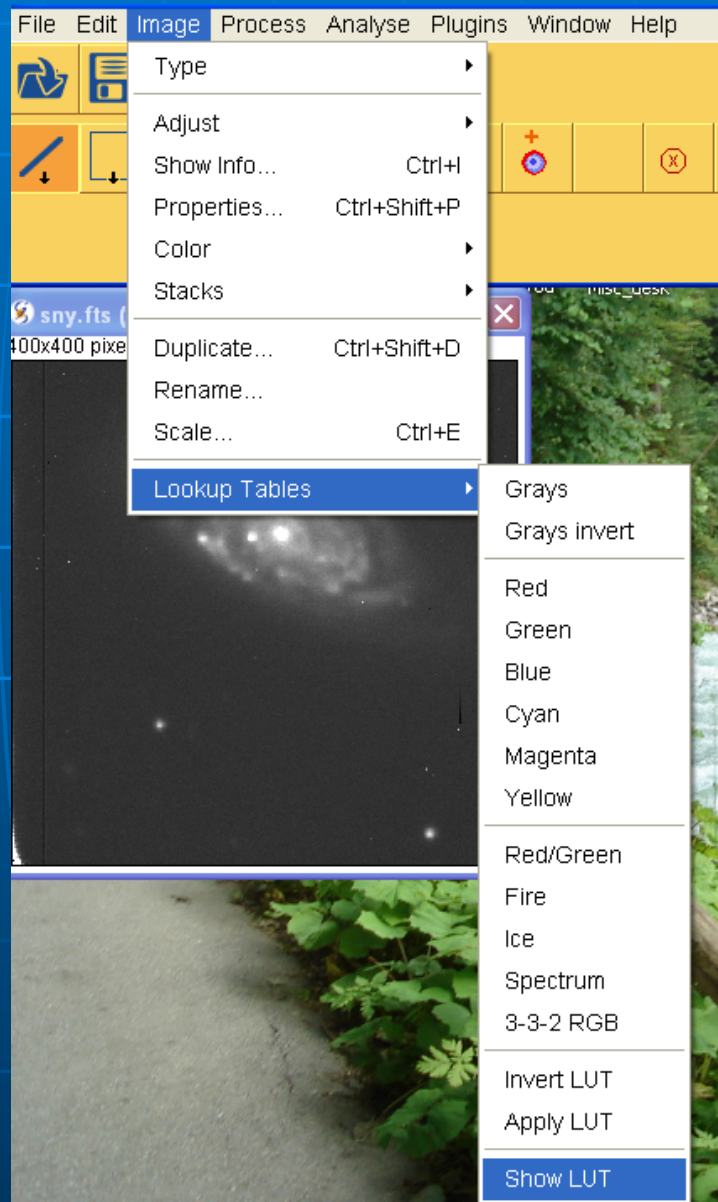 File Edit Image Process Analyse Plugins Window Help
Type
Adjust
Show Info... Ctrl+I
Properties... Ctrl+Shift+P
Color
Stacks
misc_desk
sny.fts (
400x400 pixe
Duplicate... Ctrl+Shift+D
Rename...
Scale... Ctrl+E
Lookup Tables
Grays
Grays invert
Red
Green
Blue
Cyan
Magenta
Yellow
Red/Green
Fire
Ice
Spectrum
3-3-2 RGB
Invert LUT
Apply LUT
Show LUT